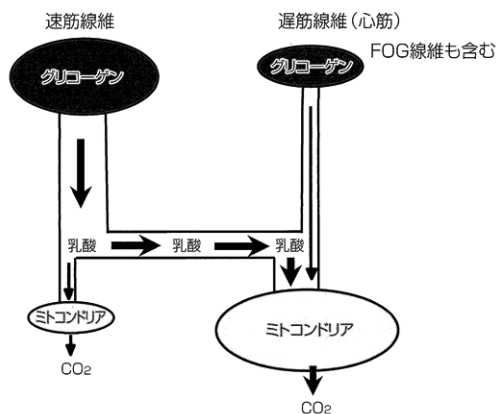 速筋線維
遅筋線維（心筋）
FOG線維も含む
グリコーゲン
グリコーゲン
乳酸
乳酸
乳酸
ミトコンドリア
ミトコンドリア
CO₂
CO₂